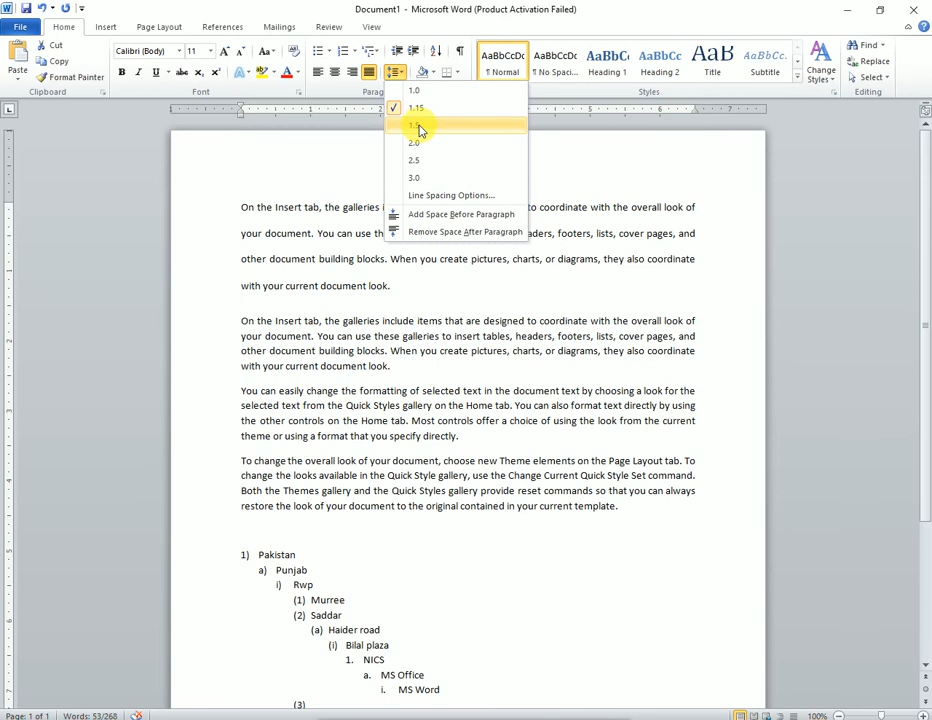 Document1 - Microsoft Word (Product Activation Failed)
File Home Insert Page Layout References Mailings Review View
Cut
Copy
Format Painter
Paste
Calibri (Body) 11
AaBbCcDc AaBbCcDc AaBbCc AaBbCc AaB AaBbCc.
¶ Normal ¶ No Spaci... Heading 1 Heading 2 Title Subtitle
Change
Styles
Find
Replace
Select
Clipboard Font Parag Styles Editing
1.0
1.15
1.5
2.0
2.5
3.0
Line Spacing Options...
Add Space Before Paragraph
Remove Space After Paragraph
On the Insert tab, the galleries i to coordinate with the overall look of
your document. You can use the aders, footers, lists, cover pages, and
other document building blocks. When you create pictures, charts, or diagrams, they also coordinate
with your current document look.
On the Insert tab, the galleries include items that are designed to coordinate with the overall look of
your document. You can use these galleries to insert tables, headers, footers, lists, cover pages, and
other document building blocks. When you create pictures, charts, or diagrams, they also coordinate
with your current document look.
You can easily change the formatting of selected text in the document text by choosing a look for the
selected text from the Quick Styles gallery on the Home tab. You can also format text directly by using
the other controls on the Home tab. Most controls offer a choice of using the look from the current
theme or using a format that you specify directly.
To change the overall look of your document, choose new Theme elements on the Page Layout tab. To
change the looks available in the Quick Style gallery, use the Change Current Quick Style Set command.
Both the Themes gallery and the Quick Styles gallery provide reset commands so that you can always
restore the look of your document to the original contained in your current template.
1) Pakistan
a) Punjab
i) Rwp
(1) Murree
(2) Saddar
(a) Haider road
(i) Bilal plaza
1. NICS
a. MS Office
i. MS Word
(3)
Page: 1 of 1 Words: 53/268 100%